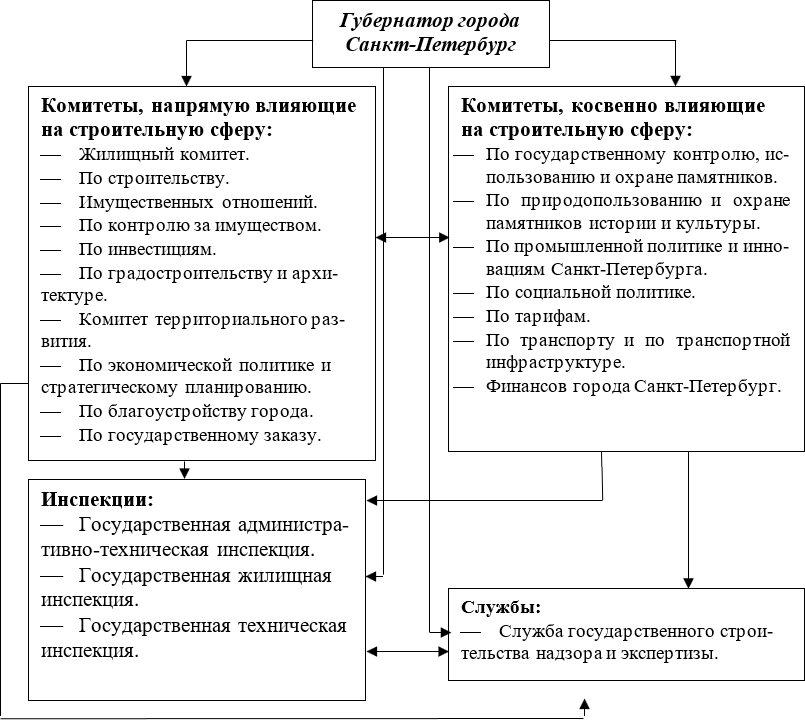 Губернатор города
Санкт-Петербург
Комитеты, напрямую влияющие
на строительную сферу:
— Жилищный комитет.
— По строительству.
— Имущественных отношений.
— По контролю за имуществом.
— По инвестициям.
— По градостроительству и архи-
тектуре.
— Комитет территориального раз-
вития.
— По экономической политике и
стратегическому планированию.
— По благоустройству города.
— По государственному заказу.
Комитеты, косвенно влияющие
на строительную сферу:
— По государственному контролю, ис-
пользованию и охране памятников.
— По природопользованию и охране
памятников истории и культуры.
— По промышленной политике и инно-
вациям Санкт-Петербурга.
— По социальной политике.
— По тарифам.
— По транспорту и по транспортной
инфраструктуре.
— Финансов города Санкт-Петербург.
Инспекции:
— Государственная администра-
тивно-техническая инспекция.
— Государственная жилищная
инспекция.
— Государственная техническая
инспекция.
Службы:
— Служба государственного строи-
тельства надзора и экспертизы.